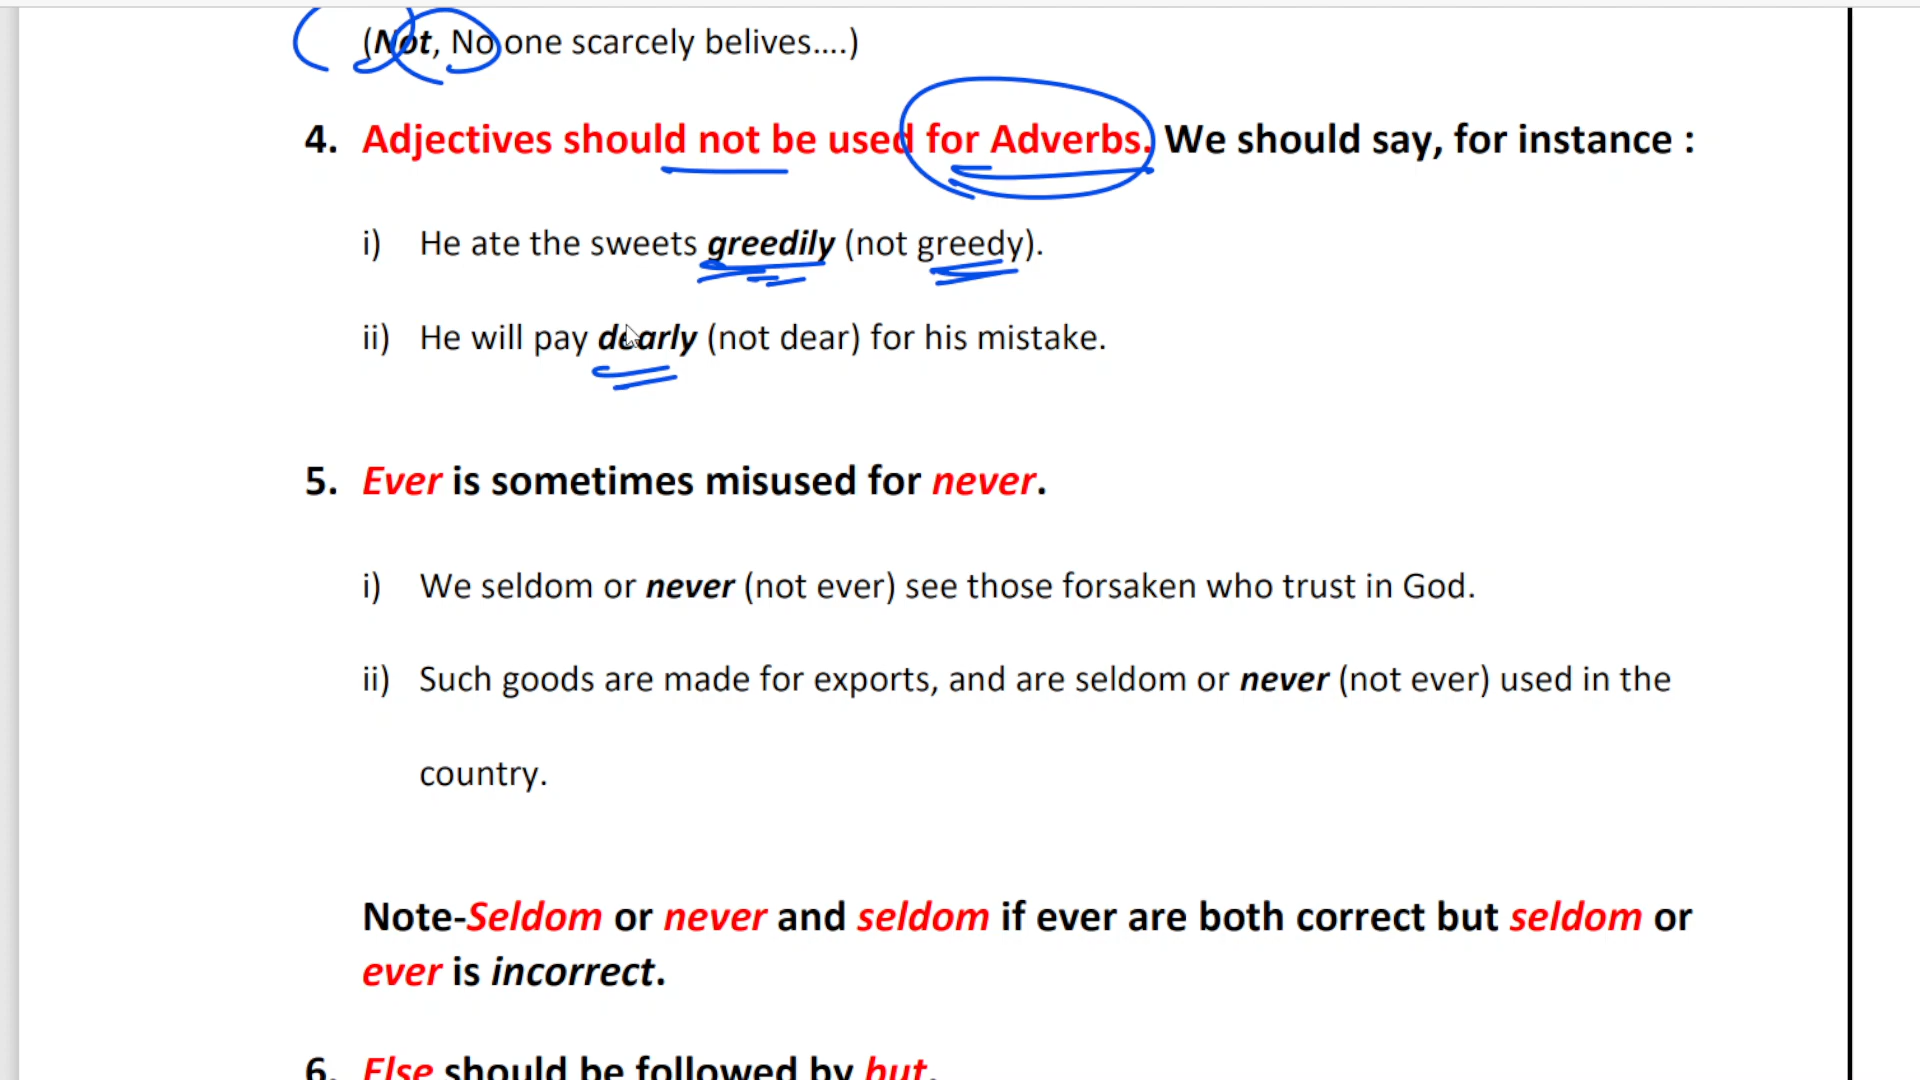 (Not, No one scarcely belives....)
4. Adjectives should not be used for Adverbs. We should say, for instance :
i) He ate the sweets greedily (not greedy).
ii) He will pay dearly (not dear) for his mistake.
5. Ever is sometimes misused for never.
i) We seldom or never (not ever) see those forsaken who trust in God.
ii) Such goods are made for exports, and are seldom or never (not ever) used in the
country.
Note-Seldom or never and seldom if ever are both correct but seldom or
ever is incorrect.
6. Else should be followed by but.